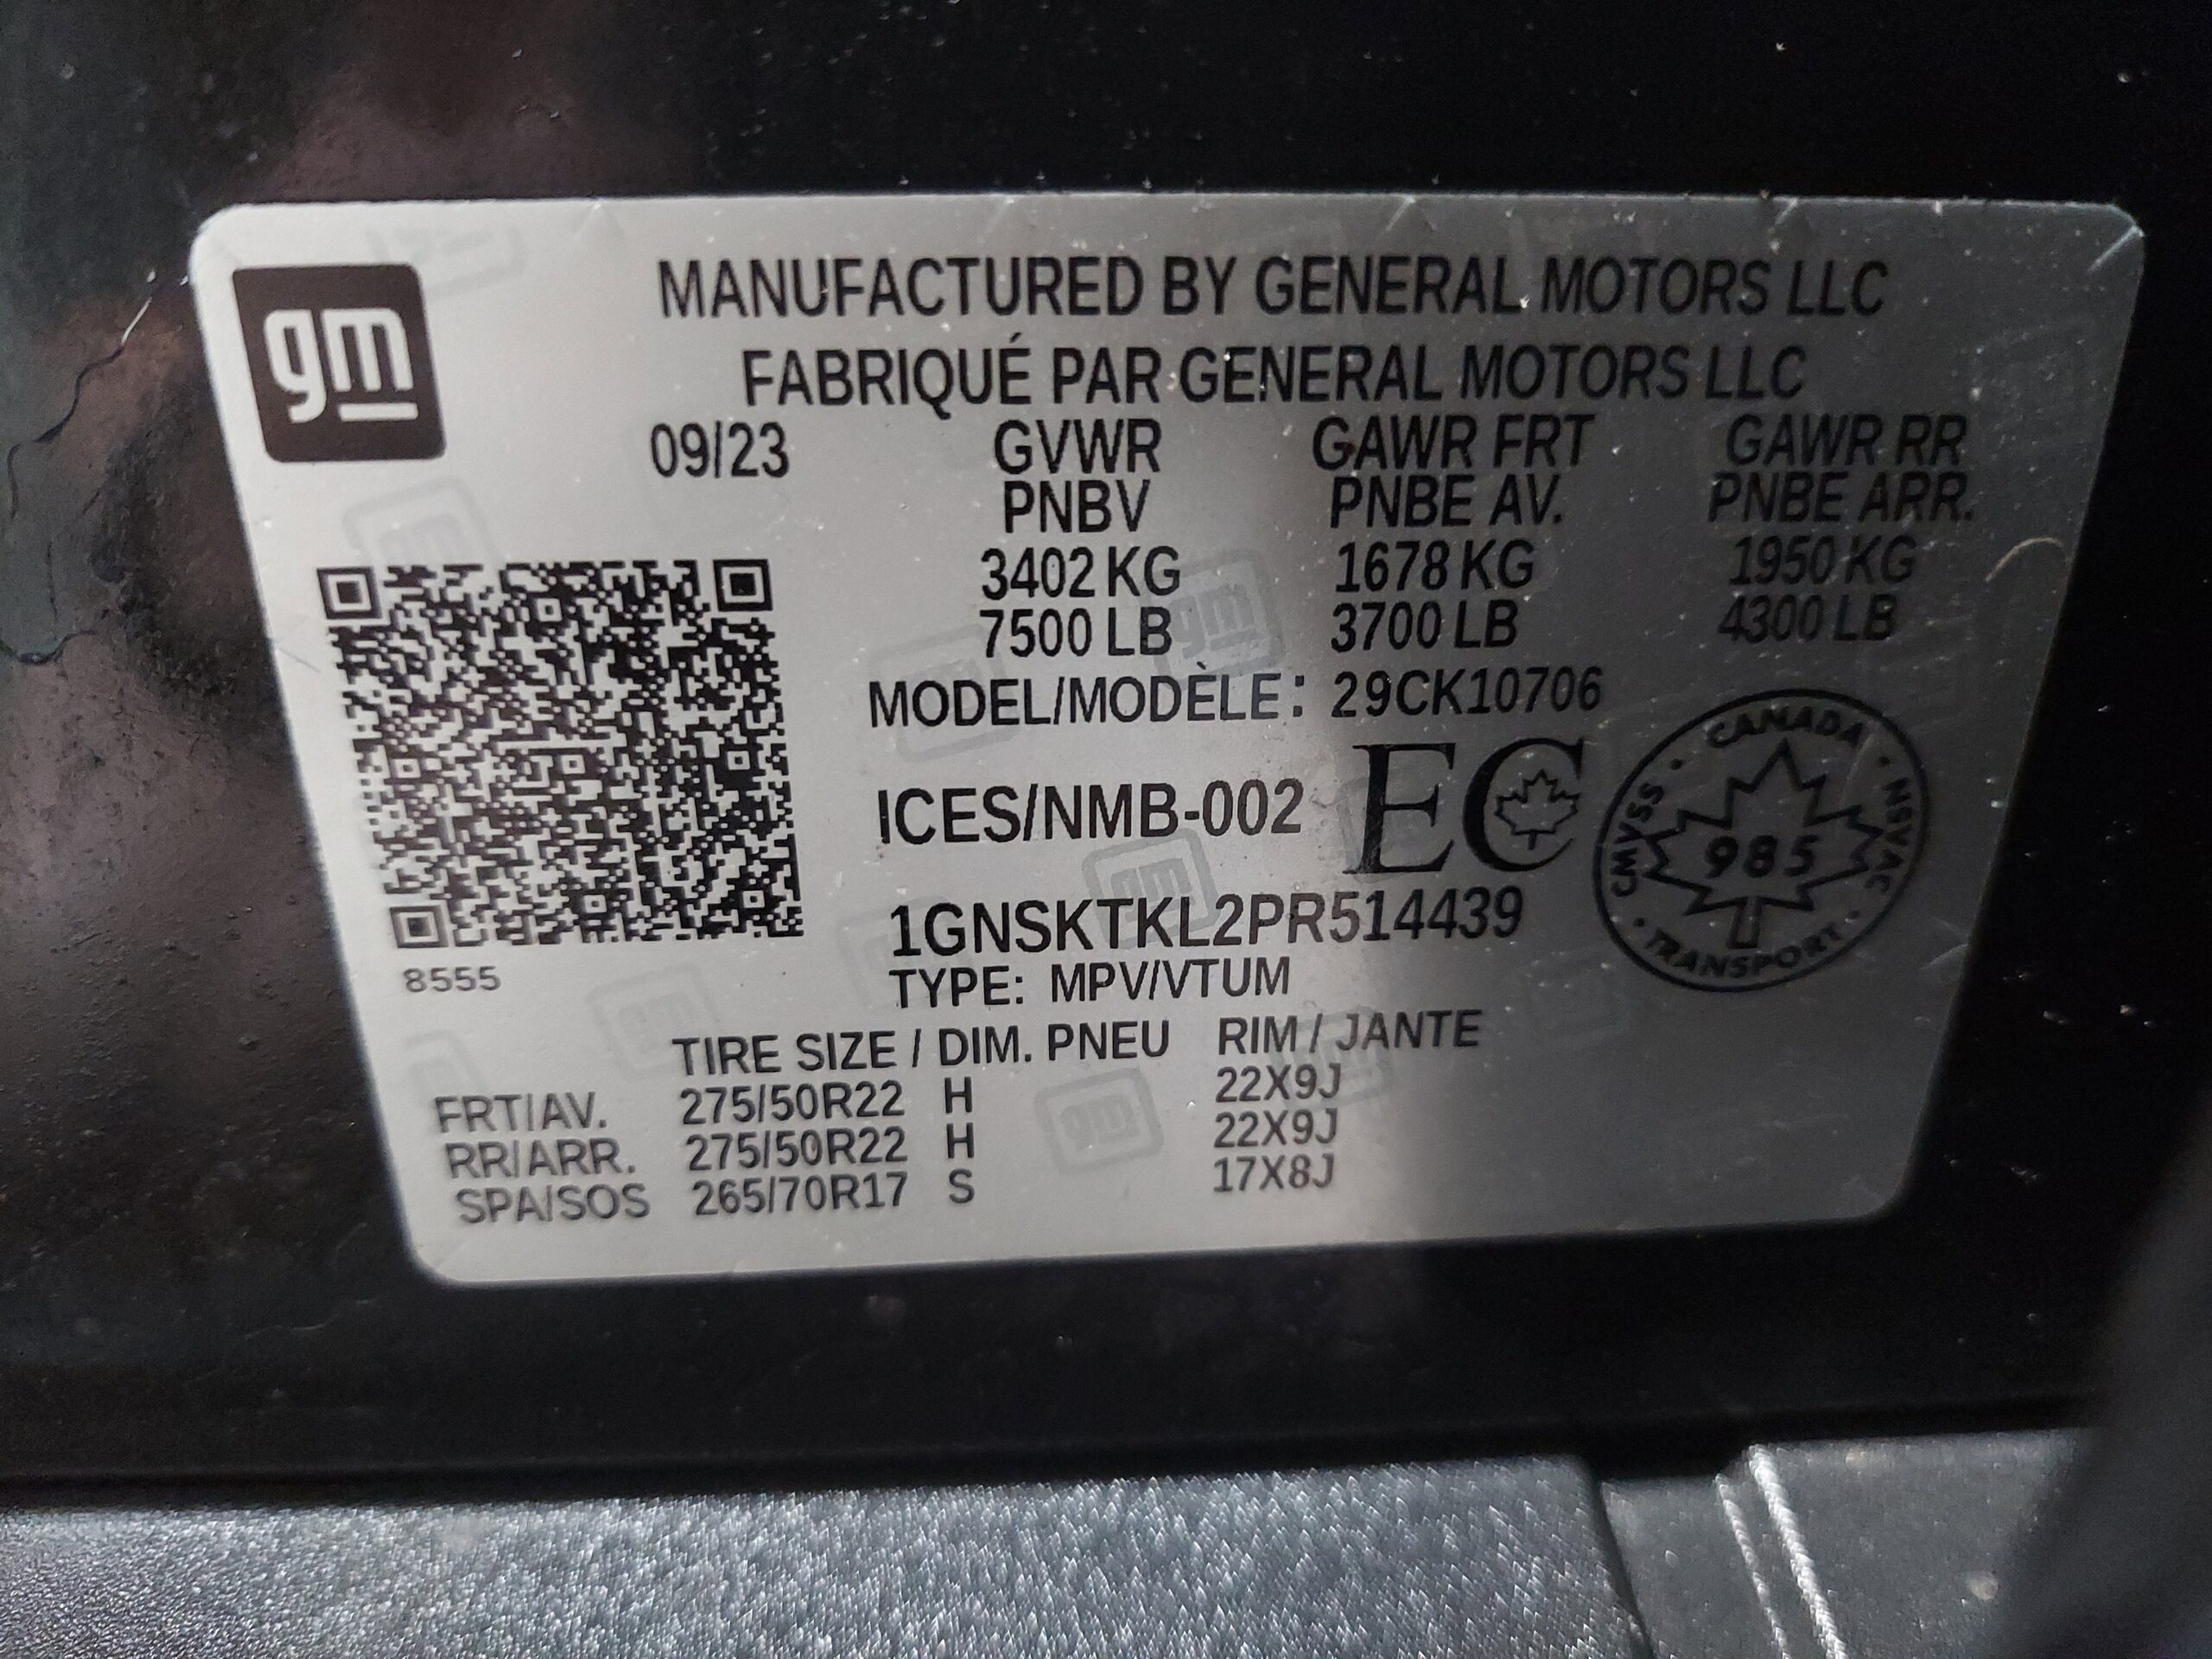 gm
MANUFACTURED BY GENERAL MOTORS LLC
FABRIQUÉ PAR GENERAL MOTORS LLC
09/23 GVWR GAWR FRT GAWR RR
PNBV PNBE AV. PNBE ARR.
3402 KG 1678 KG 1950 KG
7500 LB 3700 LB 4300 LB
MODEL/MODÈLE: 29CK10706
ICES/NMB-002 EC
CANADA
CMVSS 985 NSVAC
TRANSPORT
1GNSKTKL2PR514439
8555
TYPE: MPV/VTUM
TIRE SIZE / DIM. PNEU RIM / JANTE
FRT/AV. 275/50R22 H 22X9J
RR/ARR. 275/50R22 H 22X9J
SPA/SOS 265/70R17 S 17X8J